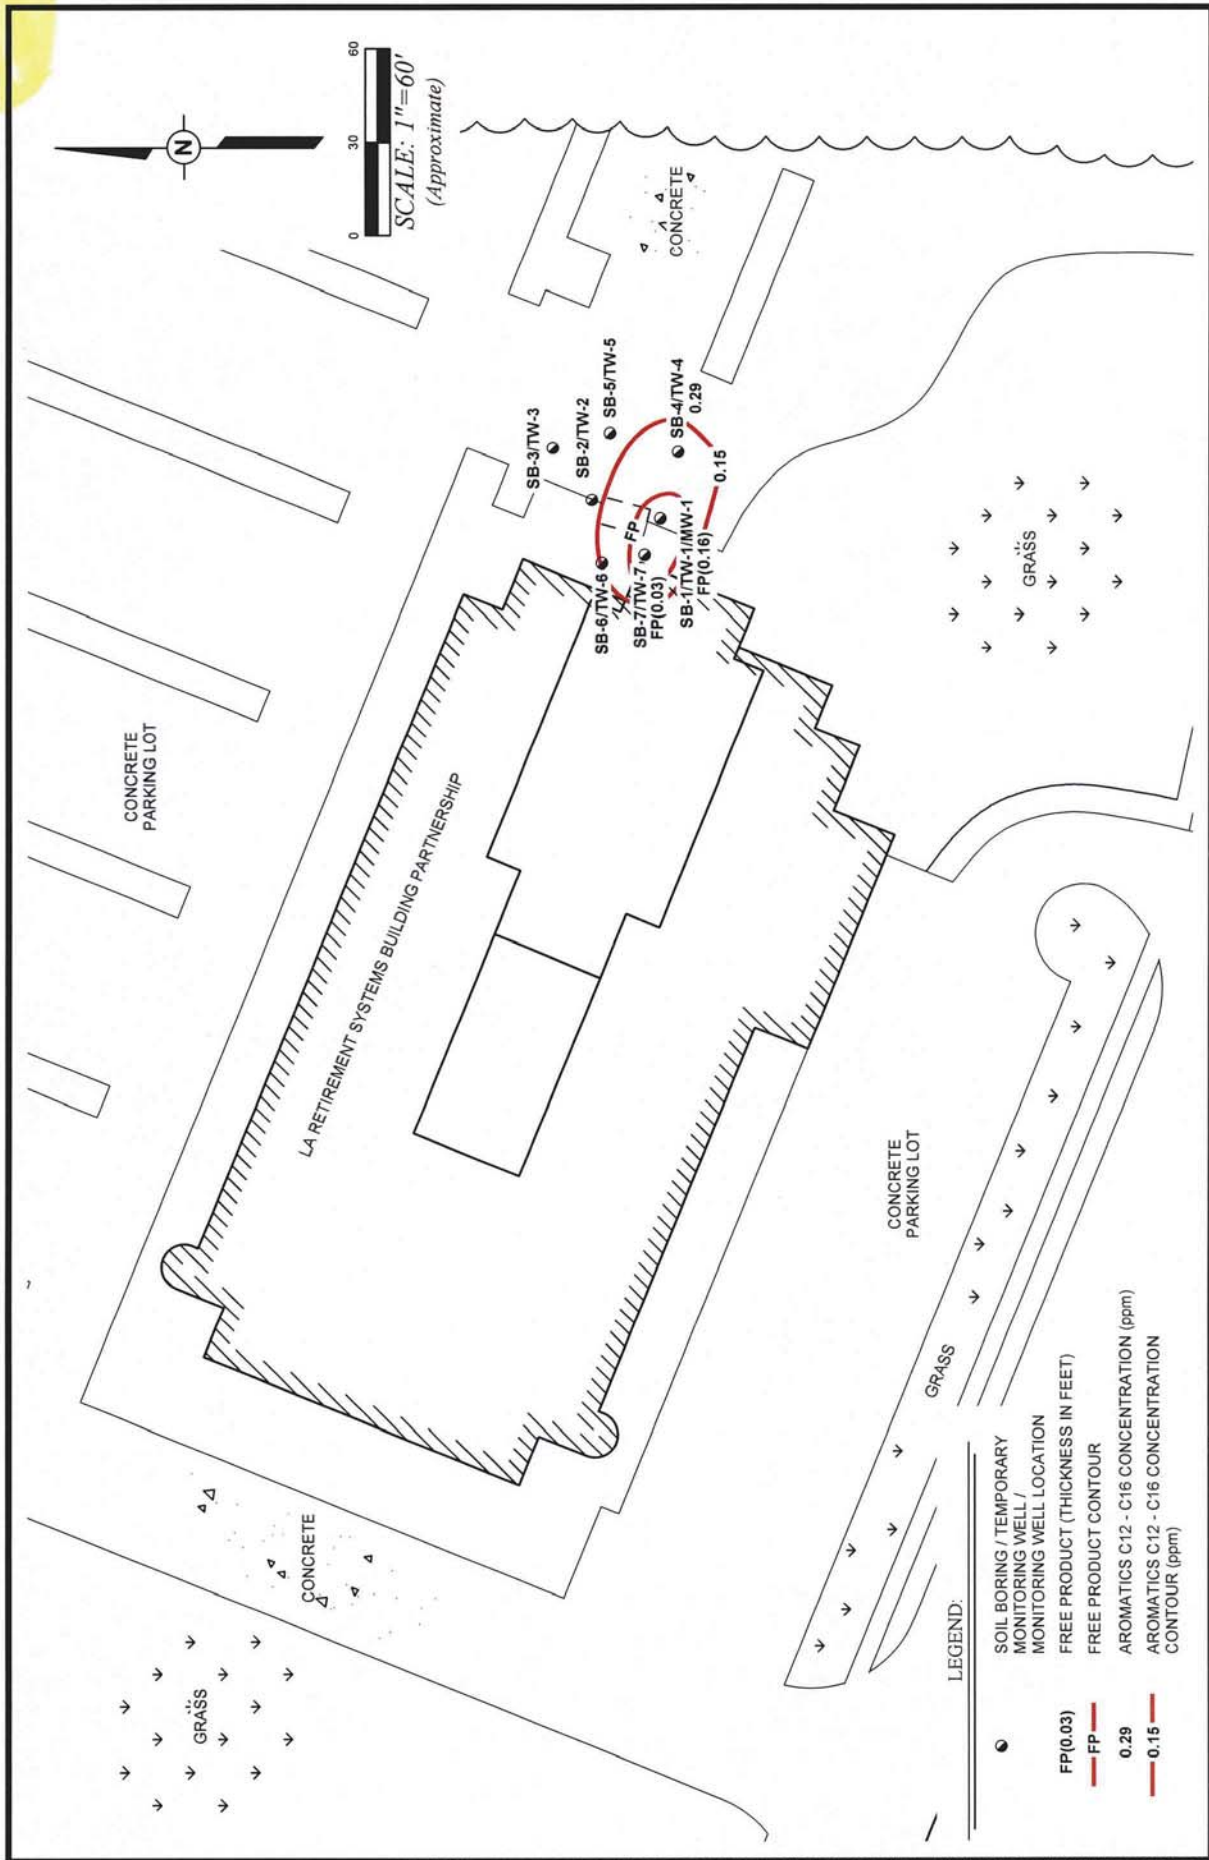 N
0 30 60
SCALE: 1"=60'
(Approximate)
CONCRETE
PARKING LOT
LA RETIREMENT SYSTEMS BUILDING PARTNERSHIP
CONCRETE
GRASS
SB-3/TW-3
SB-2/TW-2
SB-5/TW-5
SB-6/TW-6
FP
SB-7/TW-7
FP(0.03)
SB-4/TW-4
0.29
SB-1/TW-1/MW-1
FP(0.16)
0.15
CONCRETE
GRASS
CONCRETE
PARKING LOT
GRASS
LEGEND:
SOIL BORING / TEMPORARY
MONITORING WELL /
MONITORING WELL LOCATION
FP(0.03) FREE PRODUCT (THICKNESS IN FEET)
FP FREE PRODUCT CONTOUR
0.29 AROMATICS C12 - C16 CONCENTRATION (ppm)
0.15 AROMATICS C12 - C16 CONCENTRATION
CONTOUR (ppm)